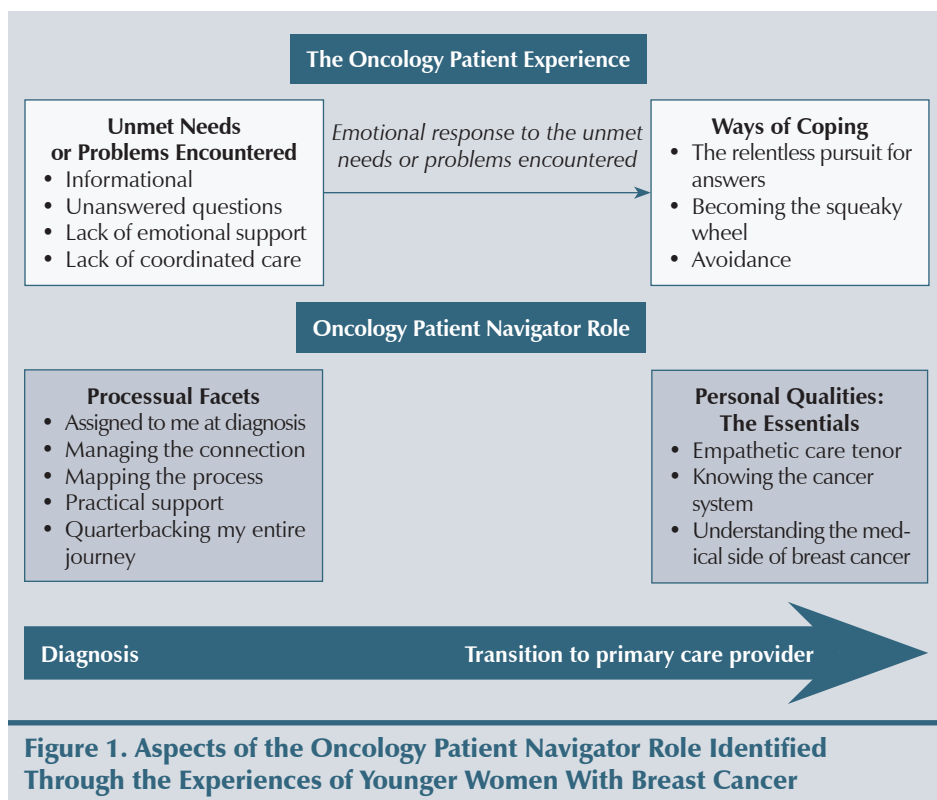 The Oncology Patient Experience
Unmet Needs
or Problems Encountered
• Informational
• Unanswered questions
• Lack of emotional support
• Lack of coordinated care
Emotional response to the unmet
needs or problems encountered
Ways of Coping
• The relentless pursuit for
answers
• Becoming the squeaky
wheel
• Avoidance
Oncology Patient Navigator Role
Processual Facets
• Assigned to me at diagnosis
• Managing the connection
• Mapping the process
• Practical support
• Quarterbacking my entire
journey
Personal Qualities:
The Essentials
• Empathetic care tenor
• Knowing the cancer
system
• Understanding the med-
ical side of breast cancer
Diagnosis
Transition to primary care provider
Figure 1. Aspects of the Oncology Patient Navigator Role Identified
Through the Experiences of Younger Women With Breast Cancer